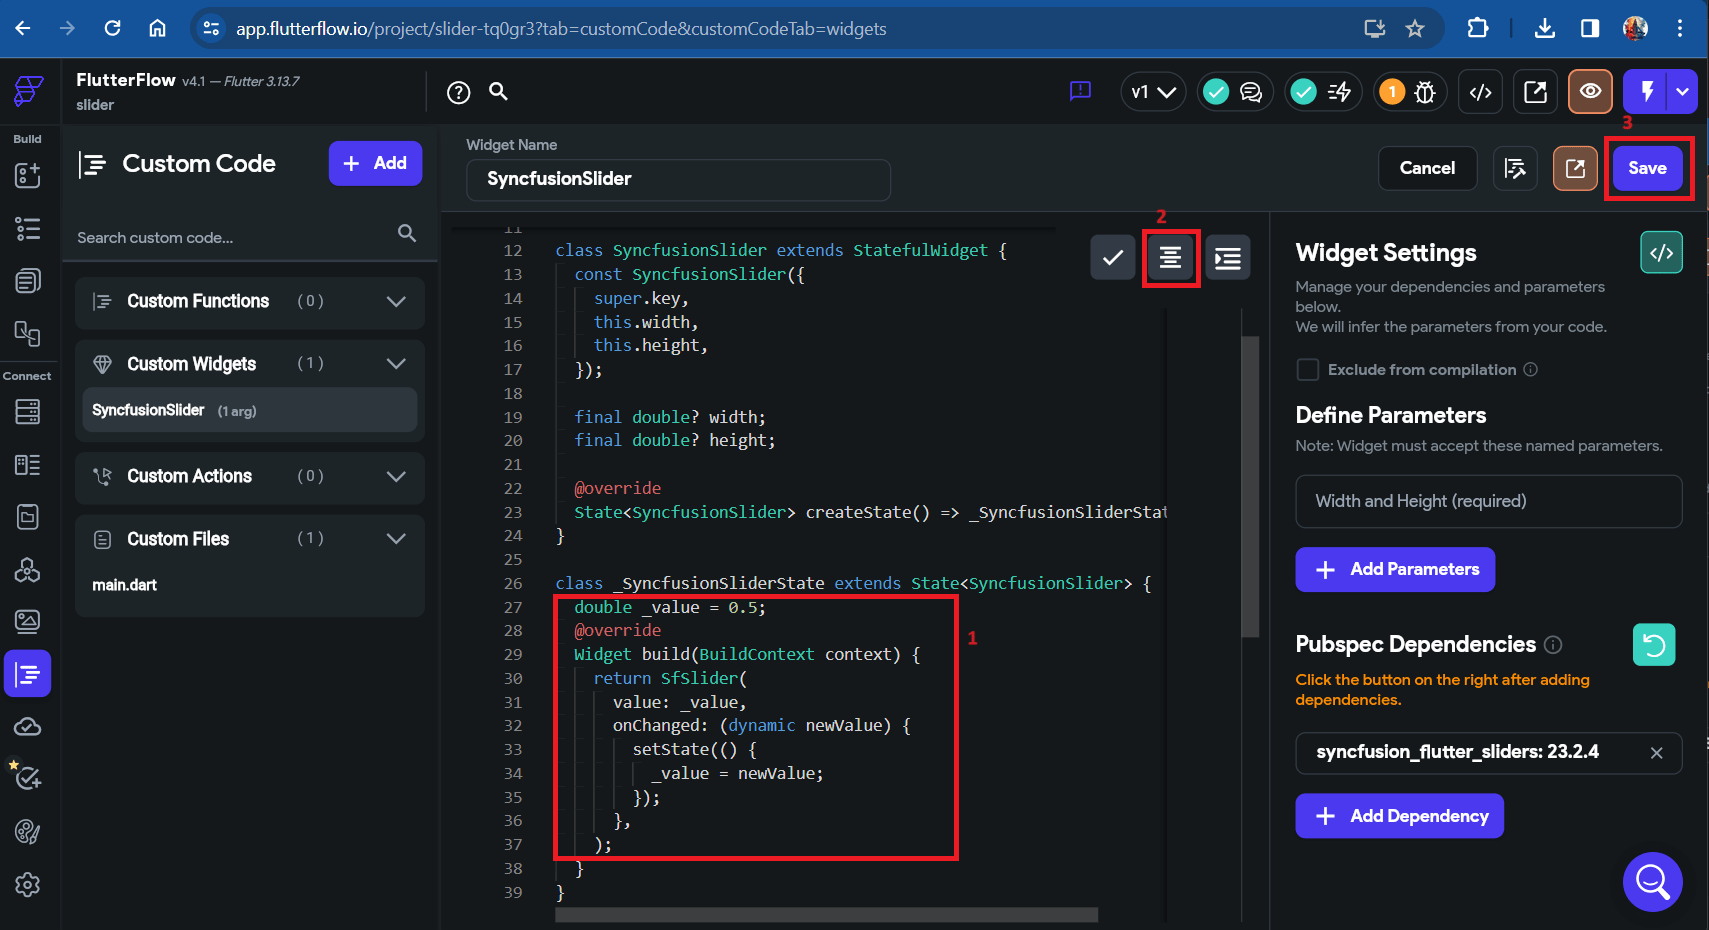 app.flutterflow.io/project/slider-tq0gr3?tab=customCode&customCodeTab=widgets
FlutterFlow v4.1 — Flutter 3.13.7
slider
v1
1
3
Build
Custom Code
+ Add
Widget Name
SyncfusionSlider
Cancel
Save
Search custom code...
Custom Functions ( 0 )
Custom Widgets ( 1 )
SyncfusionSlider (1 arg)
Custom Actions ( 0 )
Custom Files ( 1 )
main.dart
Connect
2
11
12 class SyncfusionSlider extends StatefulWidget {
13 const SyncfusionSlider({
14 super.key,
15 this.width,
16 this.height,
17 });
18
19 final double? width;
20 final double? height;
21
22 @override
23 State<SyncfusionSlider> createState() => _SyncfusionSliderStat
24 }
25
26 class _SyncfusionSliderState extends State<SyncfusionSlider> {
27 double _value = 0.5;
28 @override
29 Widget build(BuildContext context) {
30 return SfSlider(
31 value: _value,
32 onChanged: (dynamic newValue) {
33 setState(() {
34 _value = newValue;
35 });
36 },
37 );
38 }
39 }
1
Widget Settings
</>
Manage your dependencies and parameters
below.
We will infer the parameters from your code.
Exclude from compilation
Define Parameters
Note: Widget must accept these named parameters.
Width and Height (required)
+ Add Parameters
Pubspec Dependencies
Click the button on the right after adding
dependencies.
syncfusion_flutter_sliders: 23.2.4
+ Add Dependency